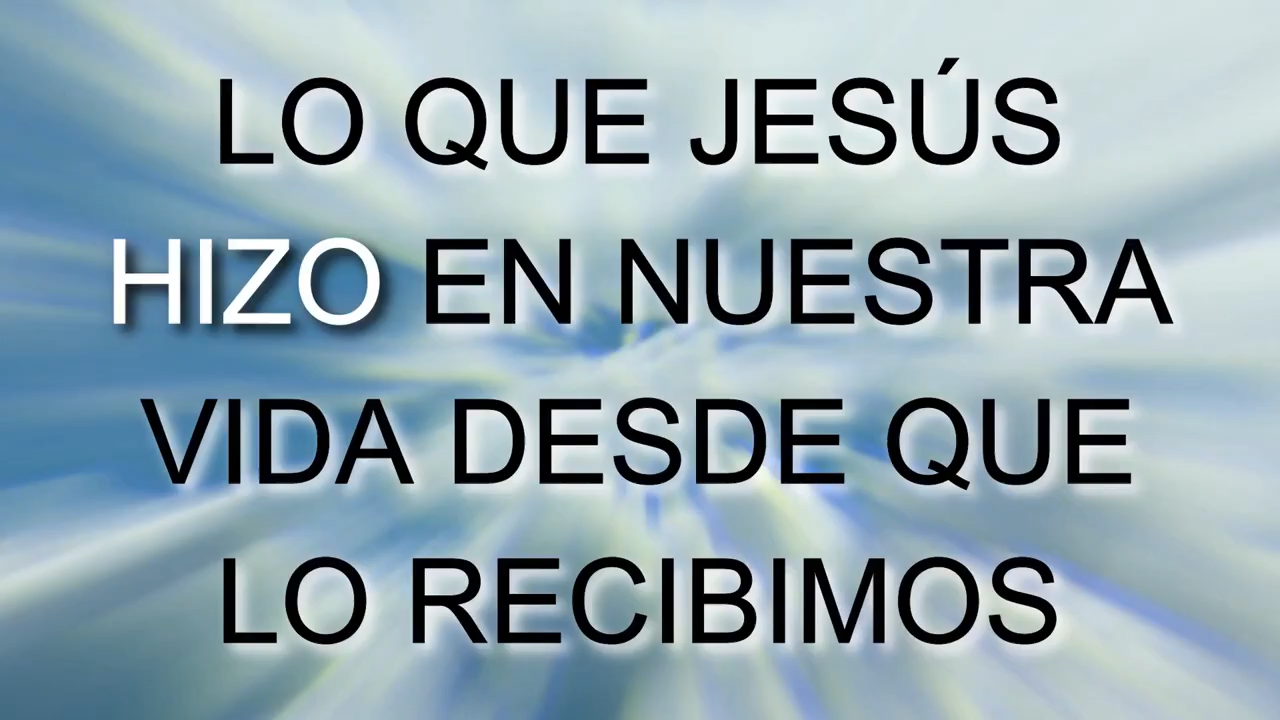 LO QUE JESÚS
HIZO EN NUESTRA
VIDA DESDE QUE
LO RECIBIMOS